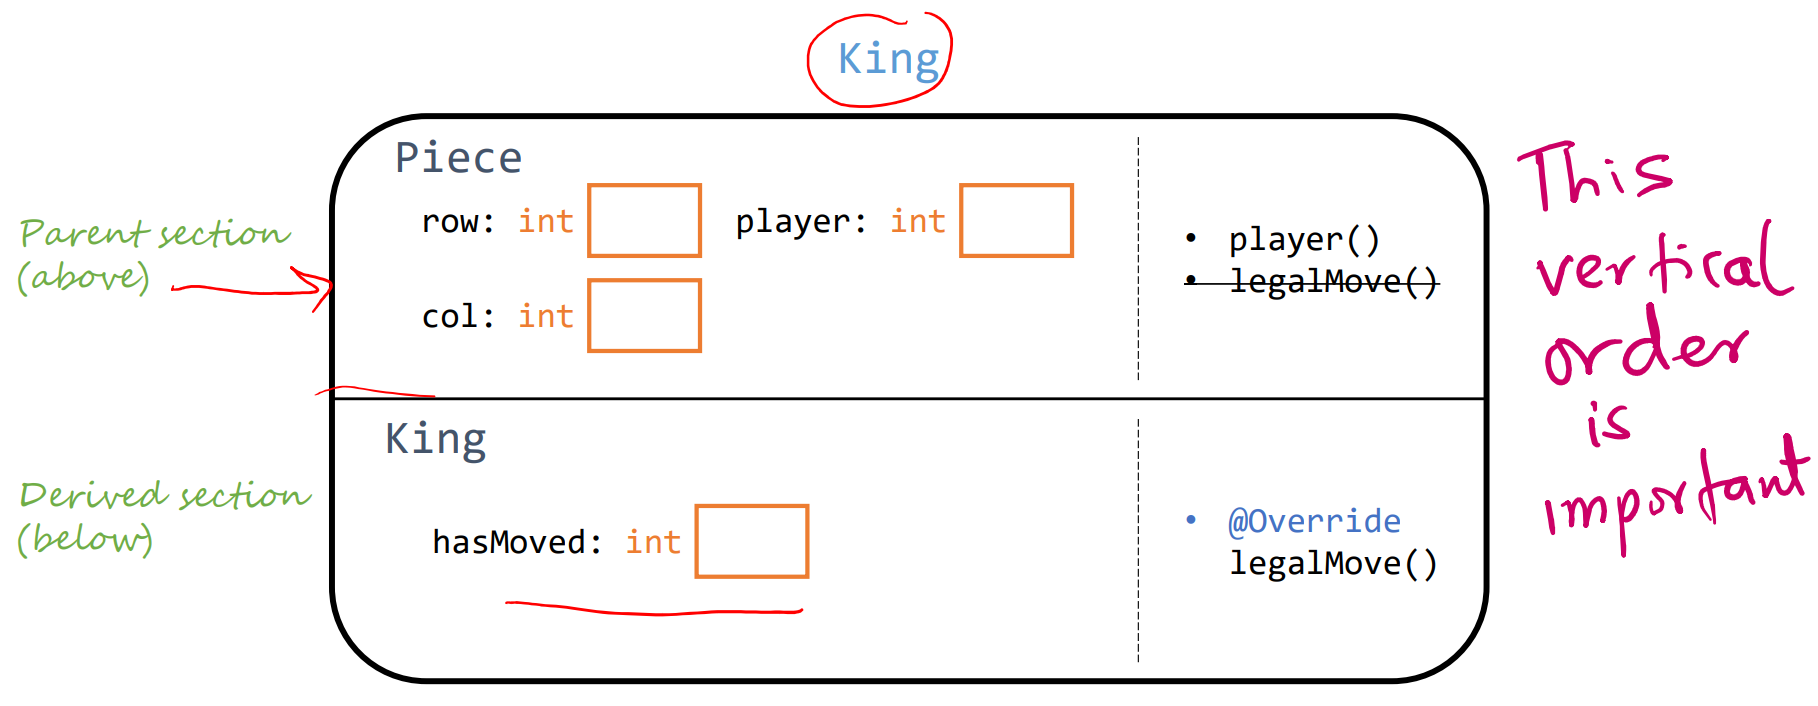 King
Piece
row: int
player: int
col: int
• player()
• legalMove()
Parent section
(above)
King
hasMoved: int
• @Override
legalMove()
Derived section
(below)
This
vertical
order
is
important